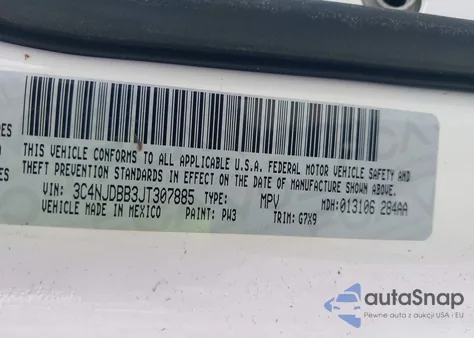 RES
THIS VEHICLE CONFORMS TO ALL APPLICABLE U.S.A. FEDERAL MOTOR VEHICLE SAFETY AND
THEFT PREVENTION STANDARDS IN EFFECT ON THE DATE OF MANUFACTURE SHOWN ABOVE.
VIN: 3C4NJDBB3JT307885 TYPE: MPV MDH:013106 284AA
VEHICLE MADE IN MEXICO PAINT: PW3 TRIM: G7X9
ES
autoSnap
Pewne auta z aukcji USA i EU